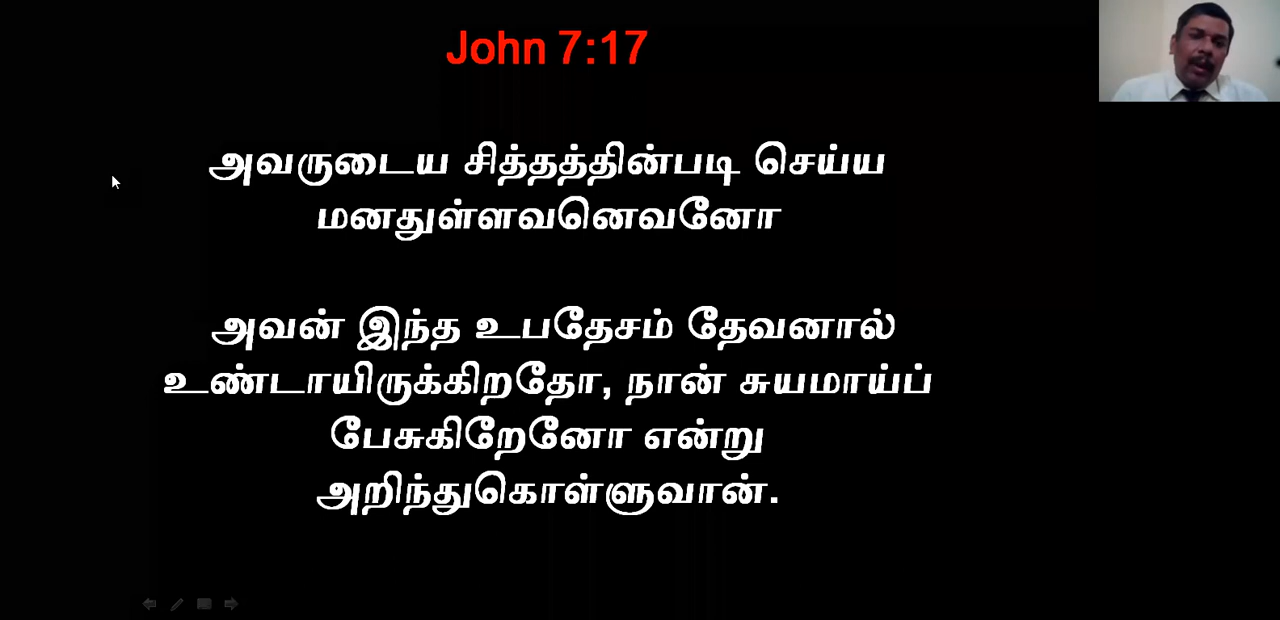 John 7:17
அவருடைய சித்தத்தின்படி செய்ய
மனதுள்ளவனெவனோ
அவன் இந்த உபதேசம் தேவனால்
உண்டாயிருக்கிறதோ, நான் சுயமாய்ப்
பேசுகிறேனோ என்று
அறிந்துகொள்ளுவான்.